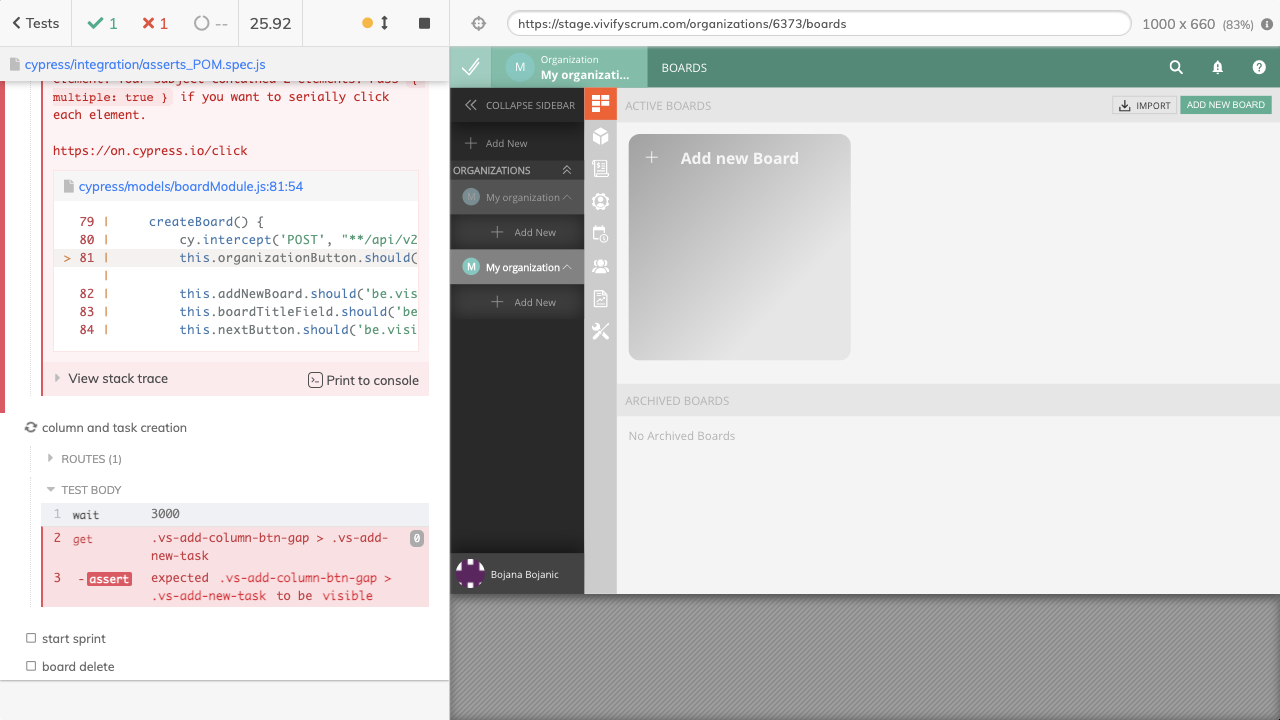 Tests
1
1
--
25.92
https://stage.vivifyscrum.com/organizations/6373/boards
1000 x 660 (83%)
cypress/integration/asserts_POM.spec.js
multiple: true } if you want to serially click
each element.
https://on.cypress.io/click
cypress/models/boardModule.js:81:54
79 | createBoard() {
80 | cy.intercept('POST', "**/api/v2
> 81 | this.organizationButton.should(
|
82 | this.addNewBoard.should('be.vis
83 | this.boardTitleField.should('be
84 | this.nextButton.should('be.visi
View stack trace
Print to console
column and task creation
ROUTES (1)
TEST BODY
1 wait 3000
2 get .vs-add-column-btn-gap > .vs-add-
new-task
0
3 -assert expected .vs-add-column-btn-gap >
.vs-add-new-task to be visible
start sprint
board delete
M
Organization
My organizati...
BOARDS
COLLAPSE SIDEBAR
Add New
ORGANIZATIONS
M My organization
Add New
M My organization
Add New
Bojana Bojanic
ACTIVE BOARDS
IMPORT
ADD NEW BOARD
Add new Board
ARCHIVED BOARDS
No Archived Boards